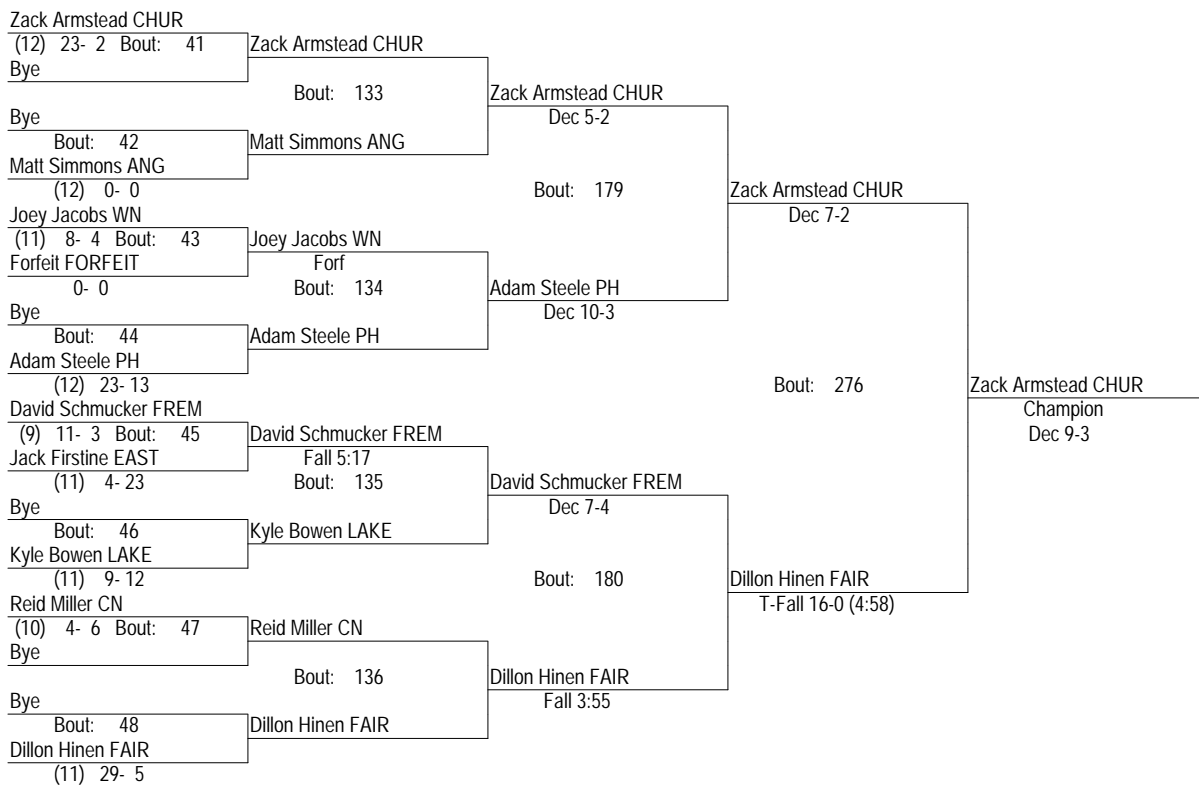 Zack Armstead CHUR
(12) 23- 2 Bout: 41
Zack Armstead CHUR
Bye
Bout: 133
Zack Armstead CHUR
Dec 5-2
Bye
Bout: 42
Matt Simmons ANG
Matt Simmons ANG
(12) 0- 0
Bout: 179
Zack Armstead CHUR
Dec 7-2
Joey Jacobs WN
(11) 8- 4 Bout: 43
Joey Jacobs WN
Forfeit FORFEIT
Forf
0- 0
Bout: 134
Adam Steele PH
Dec 10-3
Bye
Bout: 44
Adam Steele PH
Adam Steele PH
(12) 23- 13
Bout: 276
Zack Armstead CHUR
Champion
Dec 9-3
David Schmucker FREM
(9) 11- 3 Bout: 45
David Schmucker FREM
Jack Firstine EAST
Fall 5:17
(11) 4- 23
Bout: 135
David Schmucker FREM
Dec 7-4
Bye
Bout: 46
Kyle Bowen LAKE
Kyle Bowen LAKE
(11) 9- 12
Bout: 180
Dillon Hinen FAIR
T-Fall 16-0 (4:58)
Reid Miller CN
(10) 4- 6 Bout: 47
Reid Miller CN
Bye
Bout: 136
Dillon Hinen FAIR
Fall 3:55
Bye
Bout: 48
Dillon Hinen FAIR
Dillon Hinen FAIR
(11) 29- 5